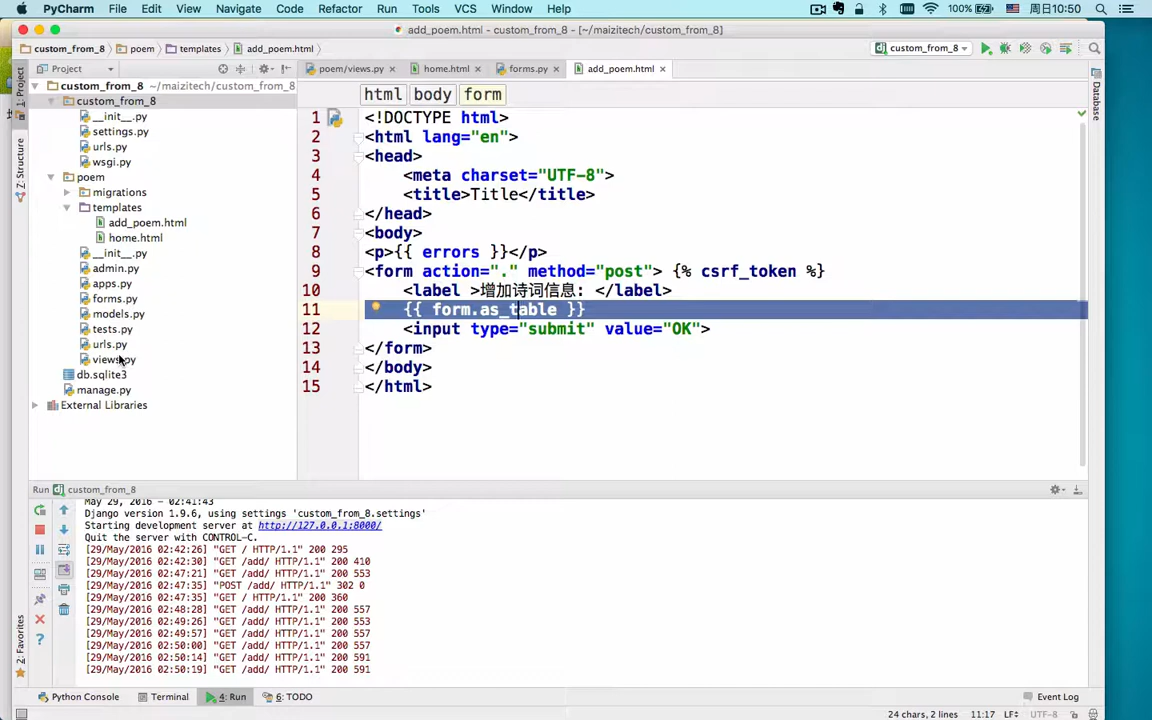 PyCharm File Edit View Navigate Code Refactor Run Tools VCS Window Help 100% 周日10:50
add_poem.html - custom_from_8 - [~/maizitech/custom_from_8]
custom_from_8 poem templates add_poem.html custom_from_8
Project
poem/views.py home.html forms.py add_poem.html
custom_from_8 ~/maizitech/custom_from_8
custom_from_8
__init__.py
settings.py
urls.py
wsgi.py
poem
migrations
templates
add_poem.html
home.html
__init__.py
admin.py
apps.py
forms.py
models.py
tests.py
urls.py
views.py
db.sqlite3
manage.py
External Libraries
1: Project
Z: Structure
2: Favorites
Database
html body form
1 <!DOCTYPE html>
2 <html lang="en">
3 <head>
4 <meta charset="UTF-8">
5 <title>Title</title>
6 </head>
7 <body>
8 <p>{{ errors }}</p>
9 <form action="." method="post"> {% csrf_token %}
10 <label >增加诗词信息: </label>
11 {{ form.as_table }}
12 <input type="submit" value="OK">
13 </form>
14 </body>
15 </html>
Run custom_from_8
May 29, 2016 - 02:41:43
Django version 1.9.6, using settings 'custom_from_8.settings'
Starting development server at http://127.0.0.1:8000/
Quit the server with CONTROL-C.
[29/May/2016 02:42:26] "GET / HTTP/1.1" 200 295
[29/May/2016 02:42:30] "GET /add/ HTTP/1.1" 200 410
[29/May/2016 02:47:21] "GET /add/ HTTP/1.1" 200 553
[29/May/2016 02:47:35] "POST /add/ HTTP/1.1" 302 0
[29/May/2016 02:47:35] "GET / HTTP/1.1" 200 360
[29/May/2016 02:48:28] "GET /add/ HTTP/1.1" 200 557
[29/May/2016 02:49:26] "GET /add/ HTTP/1.1" 200 553
[29/May/2016 02:49:57] "GET /add/ HTTP/1.1" 200 557
[29/May/2016 02:50:00] "GET /add/ HTTP/1.1" 200 557
[29/May/2016 02:50:14] "GET /add/ HTTP/1.1" 200 591
[29/May/2016 02:50:19] "GET /add/ HTTP/1.1" 200 591
Python Console Terminal 4: Run 6: TODO Event Log
24 chars, 2 lines 11:17 LF÷ UTF-8÷